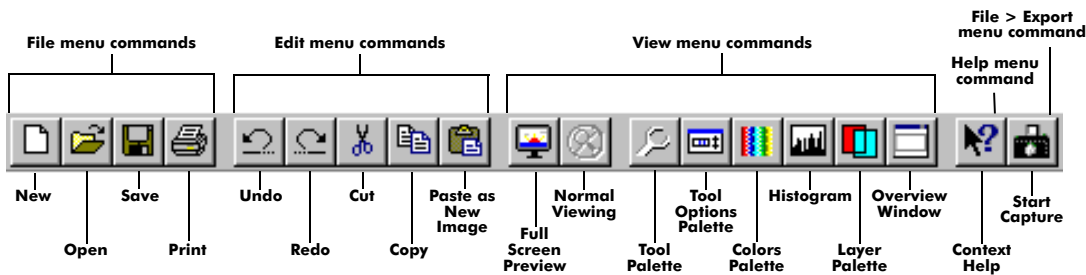 File > Export
menu command
File menu commands
Edit menu commands
View menu commands
Help menu
command
?
New
Save
Undo
Cut
Paste as
New
Image
Normal
Viewing
Tool
Options
Palette
Histogram
Overview
Window
Start
Capture
Open
Print
Redo
Copy
Full
Screen
Preview
Tool
Palette
Colors
Palette
Layer
Palette
Context
Help